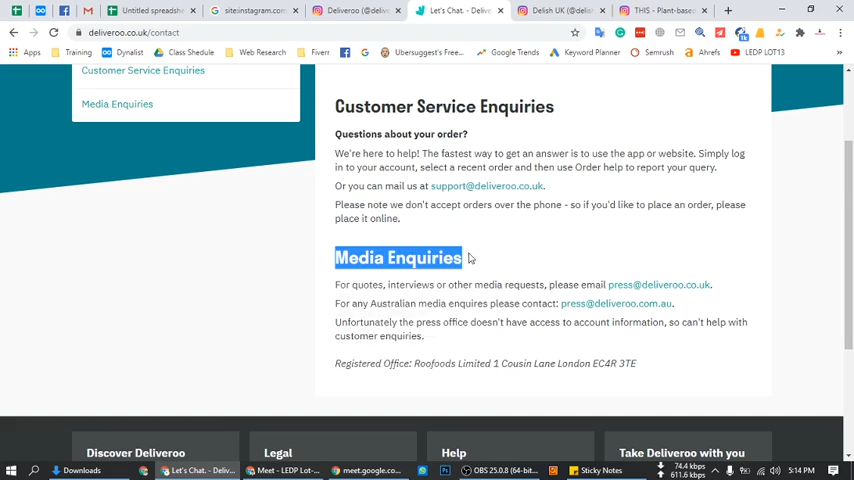 Untitled spreadshe
site:instagram.com
Deliveroo (@deliv
Let's Chat. - Delive
Delish UK (@delis
THIS - Plant-based
deliveroo.co.uk/contact
Apps
Training
Dynalist
Class Shedule
Web Research
Fiverr
Ubersuggest's Free...
Google Trends
Keyword Planner
Semrush
Ahrefs
LEDP LOT13
Customer Service Enquiries
Media Enquiries
Customer Service Enquiries
Questions about your order?
We're here to help! The fastest way to get an answer is to use the app or website. Simply log
in to your account, select a recent order and then use Order help to report your query.
Or you can mail us at support@deliveroo.co.uk.
Please note we don't accept orders over the phone - so if you'd like to place an order, please
place it online.
Media Enquiries
For quotes, interviews or other media requests, please email press@deliveroo.co.uk.
For any Australian media enquires please contact: press@deliveroo.com.au.
Unfortunately the press office doesn't have access to account information, so can't help with
customer enquiries.
Registered Office: Roofoods Limited 1 Cousin Lane London EC4R 3TE
Discover Deliveroo
Legal
Help
Take Deliveroo with you
Downloads
Let's Chat. - Deliv...
Meet - LEDP Lot-...
meet.google.co...
OBS 25.0.8 (64-bit...
Sticky Notes
74.4 kbps
611.6 kbps
5:14 PM